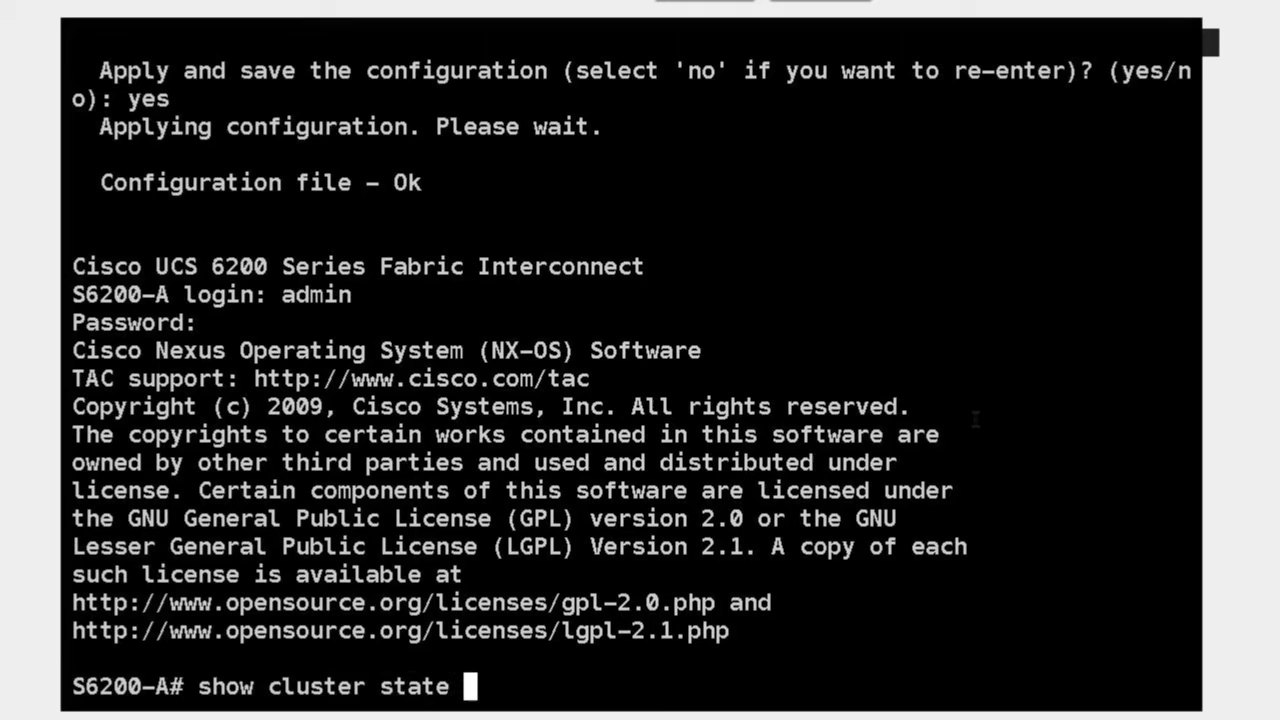 Apply and save the configuration (select 'no' if you want to re-enter)? (yes/n
o): yes
Applying configuration. Please wait.
Configuration file - Ok
Cisco UCS 6200 Series Fabric Interconnect
S6200-A login: admin
Password:
Cisco Nexus Operating System (NX-OS) Software
TAC support: http://www.cisco.com/tac
Copyright (c) 2009, Cisco Systems, Inc. All rights reserved.
The copyrights to certain works contained in this software are
owned by other third parties and used and distributed under
license. Certain components of this software are licensed under
the GNU General Public License (GPL) version 2.0 or the GNU
Lesser General Public License (LGPL) Version 2.1. A copy of each
such license is available at
http://www.opensource.org/licenses/gpl-2.0.php and
http://www.opensource.org/licenses/lgpl-2.1.php
S6200-A# show cluster state